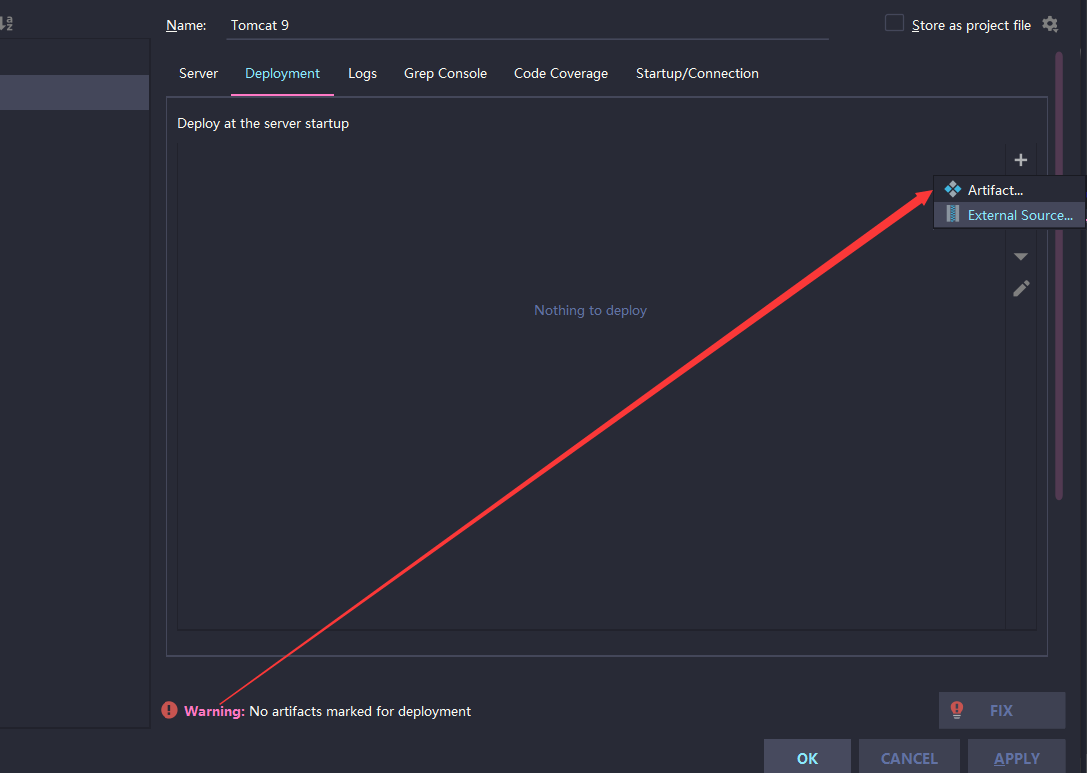 Name: Tomcat 9
Store as project file
Server Deployment Logs Grep Console Code Coverage Startup/Connection
Deploy at the server startup
Artifact...
External Source...
Nothing to deploy
Warning: No artifacts marked for deployment
FIX
OK CANCEL APPLY